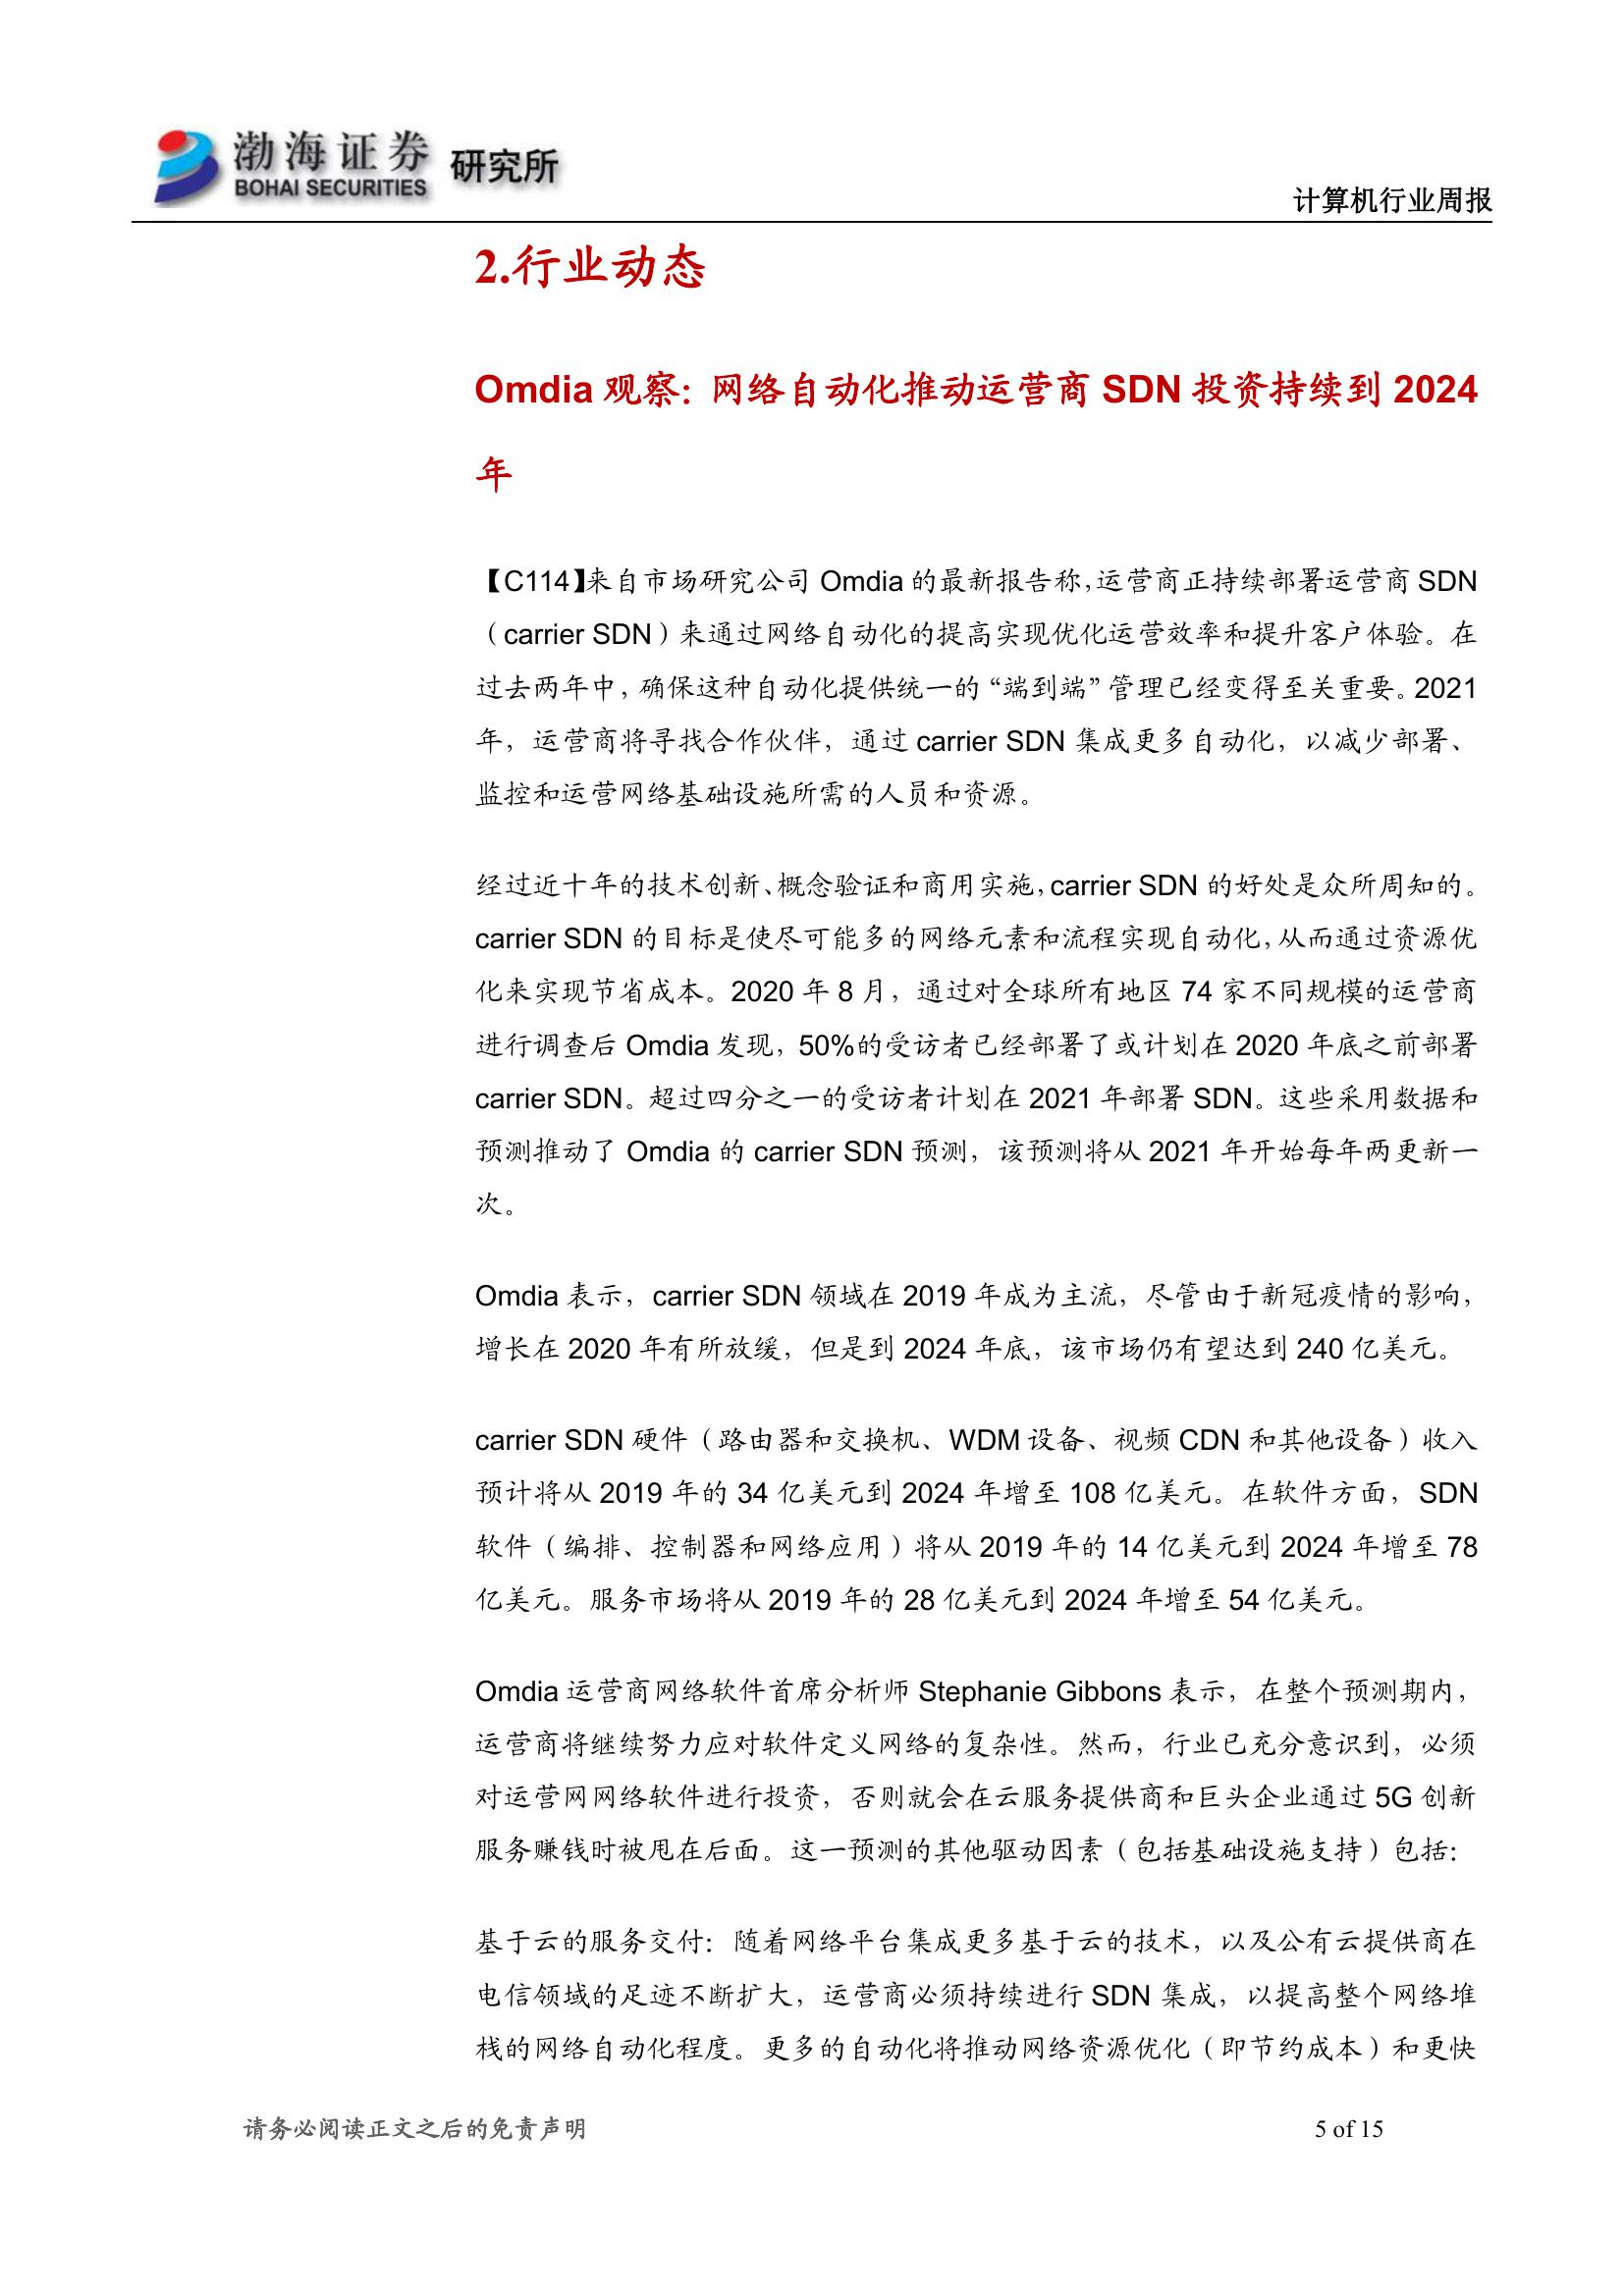 渤海证券 研究所
BOHAI SECURITIES
计算机行业周报
2.行业动态
Omdia 观察：网络自动化推动运营商 SDN 投资持续到 2024
年
【C114】来自市场研究公司 Omdia 的最新报告称，运营商正持续部署运营商 SDN
（carrier SDN）来通过网络自动化的提高实现优化运营效率和提升客户体验。在
过去两年中，确保这种自动化提供统一的“端到端”管理已经变得至关重要。2021
年，运营商将寻找合作伙伴，通过 carrier SDN 集成更多自动化，以减少部署、
监控和运营网络基础设施所需的人员和资源。
经过近十年的技术创新、概念验证和商用实施，carrier SDN 的好处是众所周知的。
carrier SDN 的目标是使尽可能多的网络元素和流程实现自动化，从而通过资源优
化来实现节省成本。2020 年 8 月，通过对全球所有地区 74 家不同规模的运营商
进行调查后 Omdia 发现，50%的受访者已经部署了或计划在 2020 年底之前部署
carrier SDN。超过四分之一的受访者计划在 2021 年部署 SDN。这些采用数据和
预测推动了 Omdia 的 carrier SDN 预测，该预测将从 2021 年开始每年两更新一
次。
Omdia 表示，carrier SDN 领域在 2019 年成为主流，尽管由于新冠疫情的影响，
增长在 2020 年有所放缓，但是到 2024 年底，该市场仍有望达到 240 亿美元。
carrier SDN 硬件（路由器和交换机、WDM 设备、视频 CDN 和其他设备）收入
预计将从 2019 年的 34 亿美元到 2024 年增至 108 亿美元。在软件方面，SDN
软件（编排、控制器和网络应用）将从 2019 年的 14 亿美元到 2024 年增至 78
亿美元。服务市场将从 2019 年的 28 亿美元到 2024 年增至 54 亿美元。
Omdia 运营商网络软件首席分析师 Stephanie Gibbons 表示，在整个预测期内，
运营商将继续努力应对软件定义网络的复杂性。然而，行业已充分意识到，必须
对运营网网络软件进行投资，否则就会在云服务提供商和巨头企业通过 5G 创新
服务赚钱时被甩在后面。这一预测的其他驱动因素（包括基础设施支持）包括：
基于云的服务交付：随着网络平台集成更多基于云的技术，以及公有云提供商在
电信领域的足迹不断扩大，运营商必须持续进行 SDN 集成，以提高整个网络堆
栈的网络自动化程度。更多的自动化将推动网络资源优化（即节约成本）和更快
请务必阅读正文之后的免责声明
5 of 15